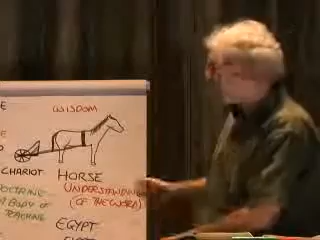 WISDOM
CHARIOT HORSE
DOCTRINE UNDERSTANDING
A BODY OF (OF THE WORD)
TEACHING
EGYPT